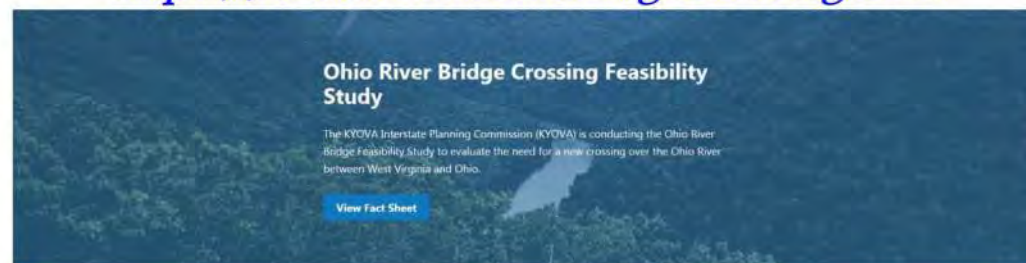 Ohio River Bridge Crossing Feasibility
Study
The KYOVA Interstate Planning Commission (KYOVA) is conducting the Ohio River
Bridge Feasibility Study to evaluate the need for a new crossing over the Ohio River
between West Virginia and Ohio.
View Fact Sheet